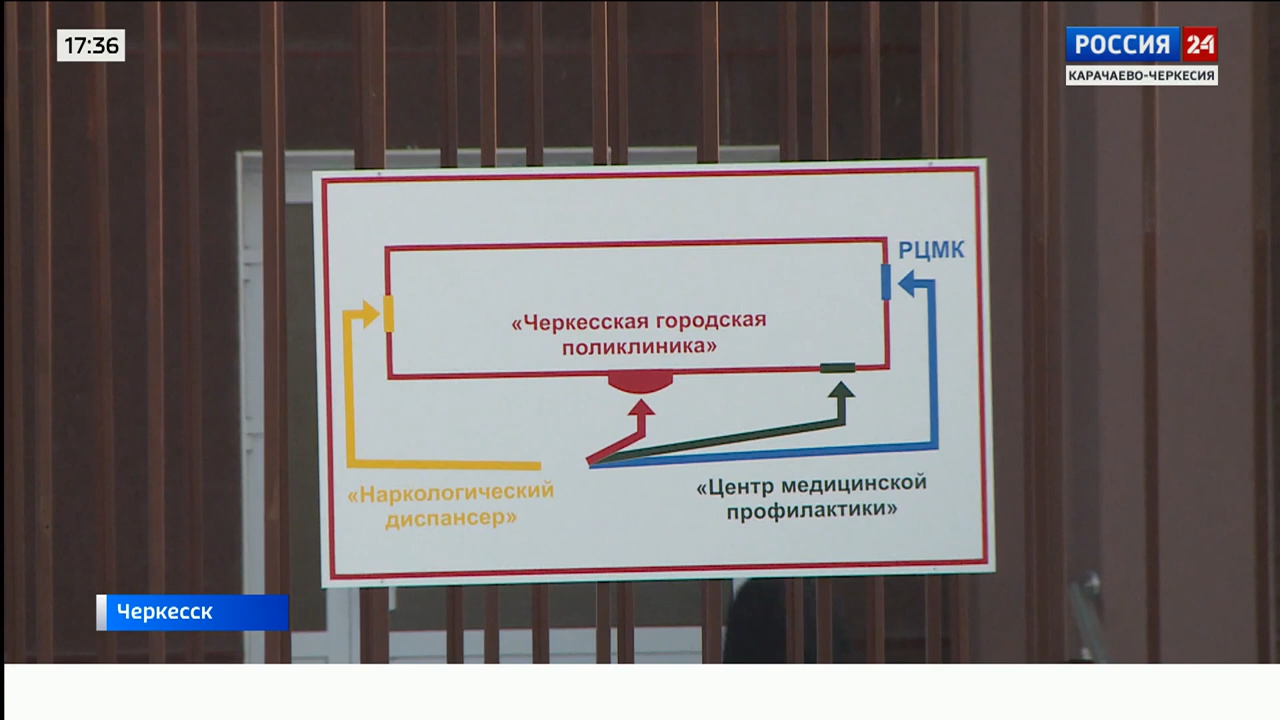 17:36
РОССИЯ 24
КАРАЧАЕВО-ЧЕРКЕСИЯ
РЦМК
«Черкесская городская
поликлиника»
«Наркологический
диспансер»
«Центр медицинской
профилактики»
Черкесск